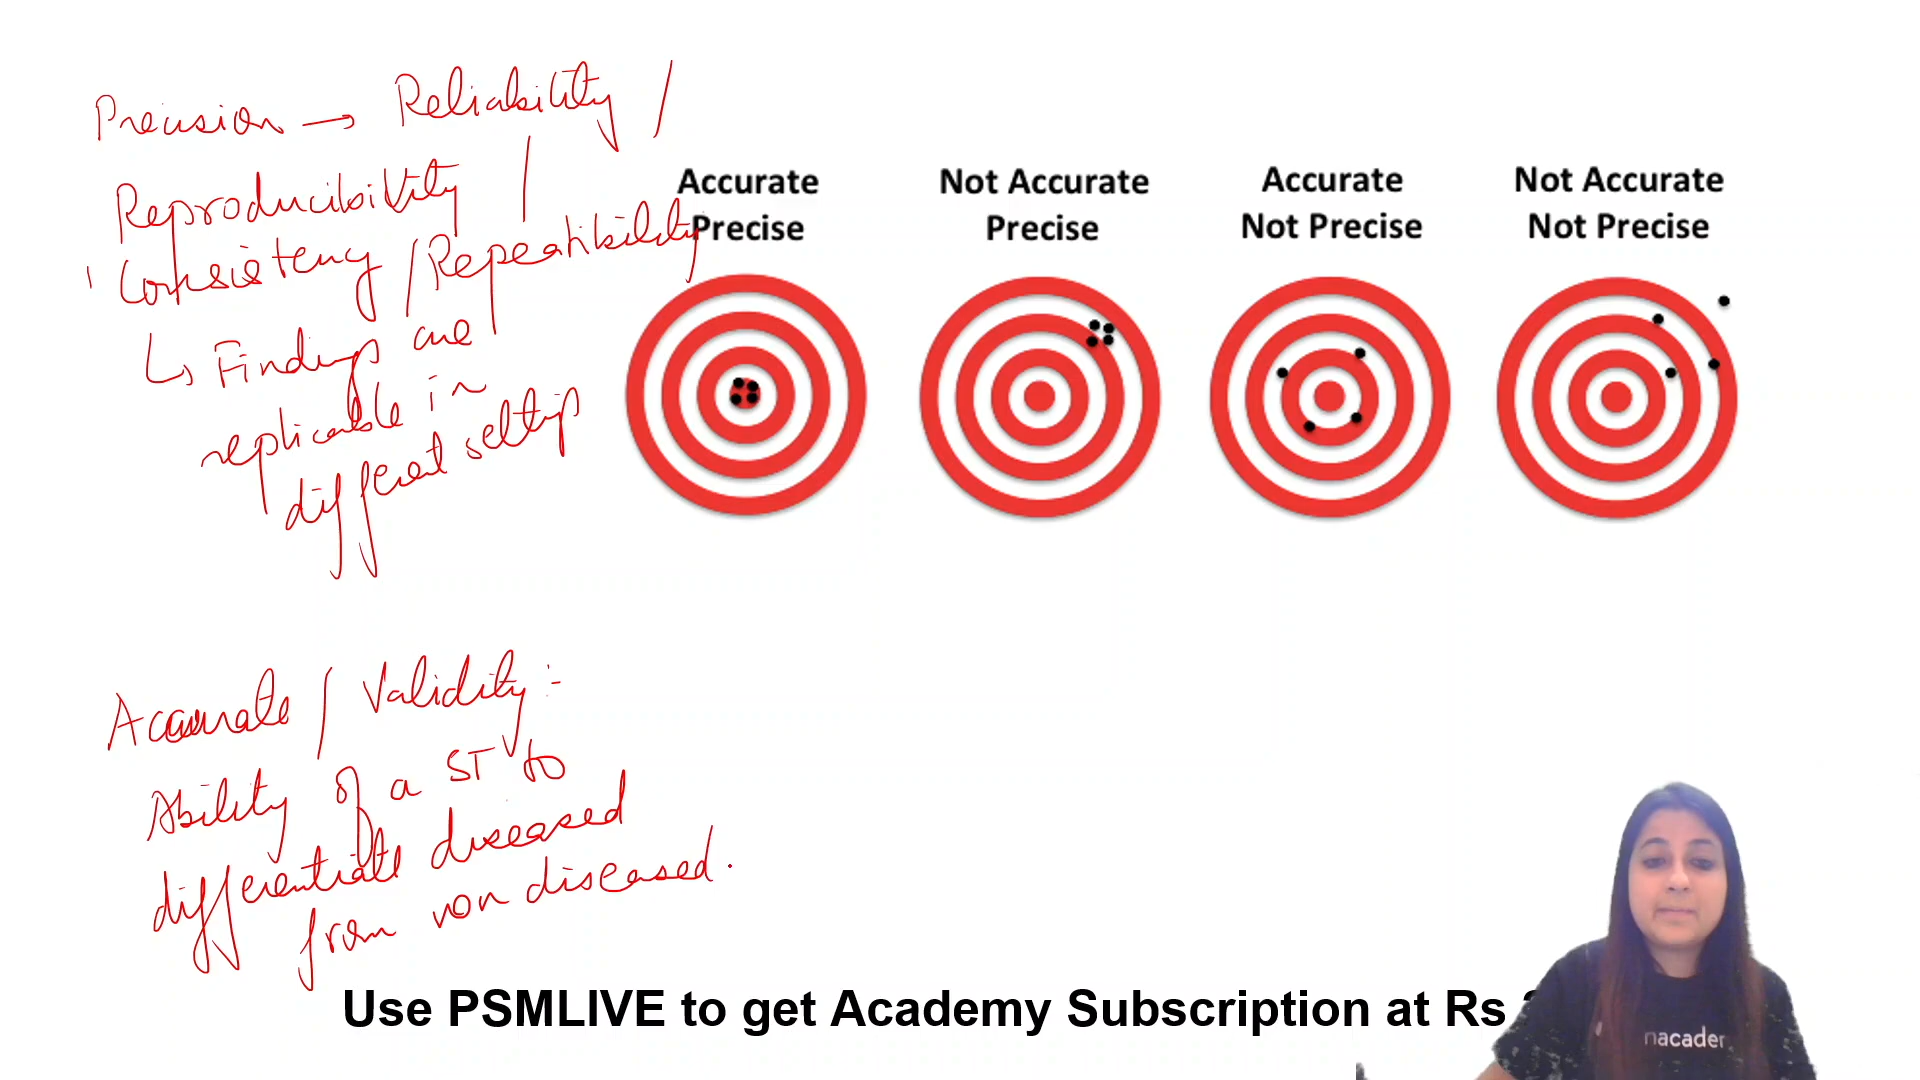 Precision → Reliability /
Reproducibility /
Consistency / Repeatibility
↳ Findings are
replicable in
different settings
Accurate / Validity :-
Ability of a ST to
differentiate diseased
from non diseased.
Accurate
Precise
Not Accurate
Precise
Accurate
Not Precise
Not Accurate
Not Precise
Use PSMLIVE to get Academy Subscription at Rs
nacader